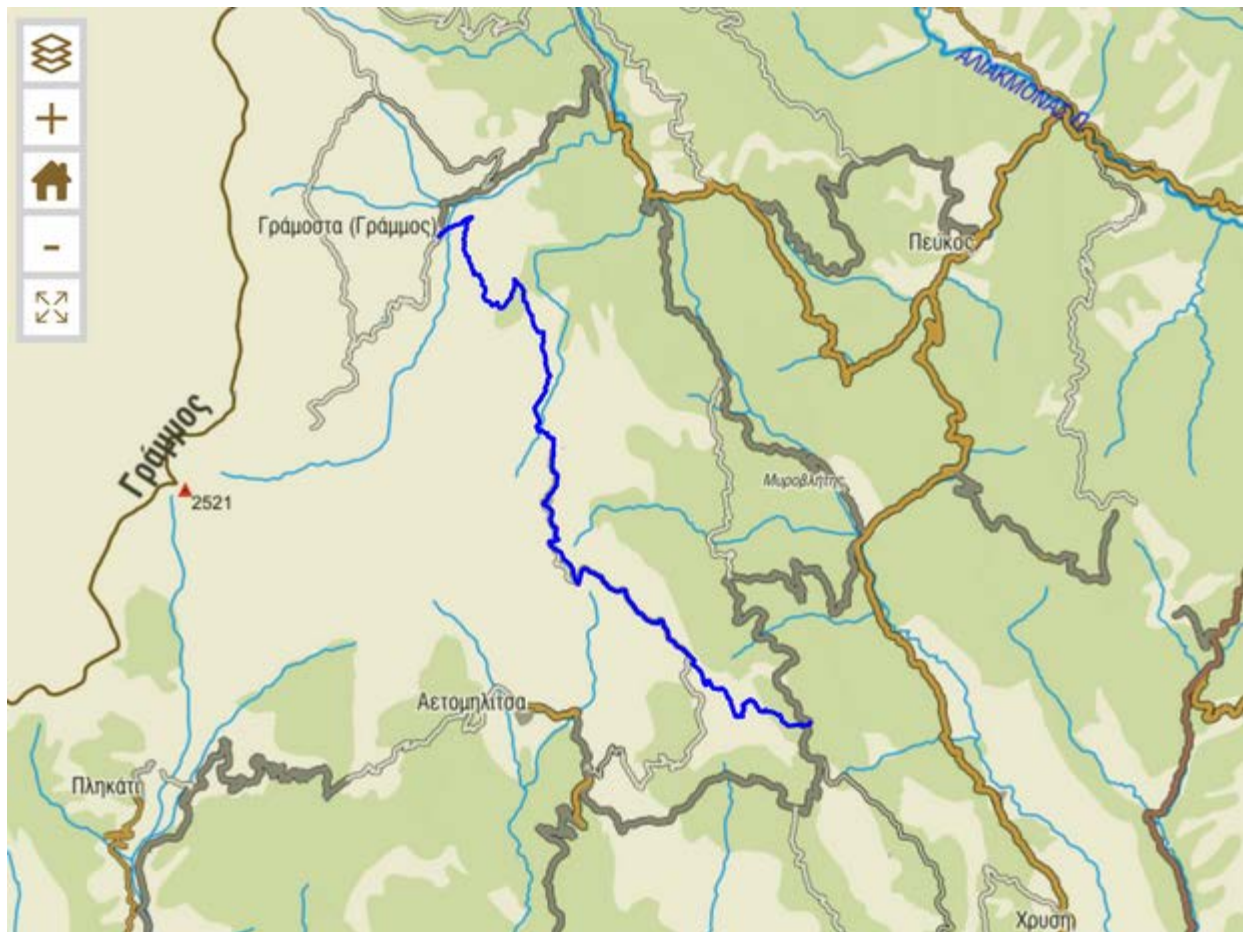 ΑΛΙΑΚΜΟΝΑΣ Π.
Γράμοστα (Γράμμος)
Πεύκος
Γράμμος
2521
Μυροβλήτης
Αετομηλίτσα
Πληκάτι
Χρυσή